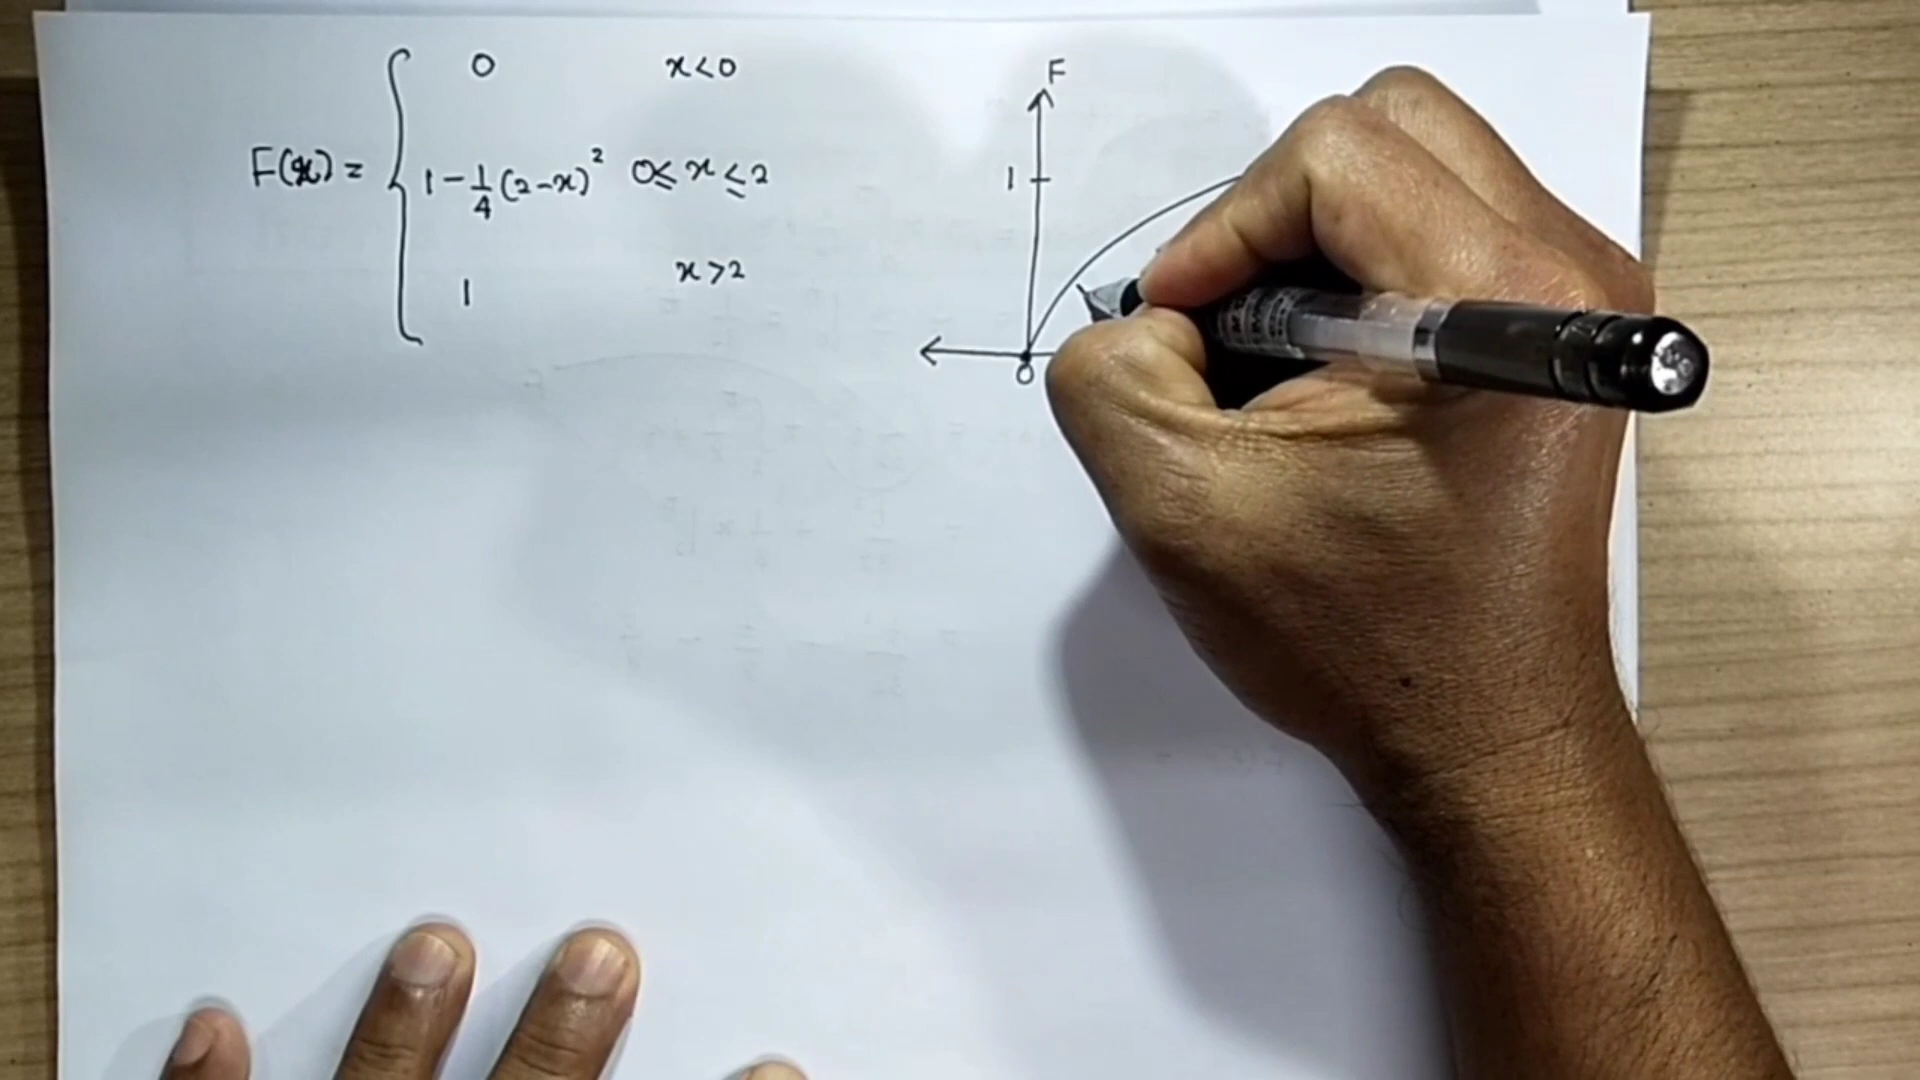 0 x<0
F(x) = { 1 - 1/4 (2-x)² 0 ≤ x ≤ 2
1 x>2
F
1
0